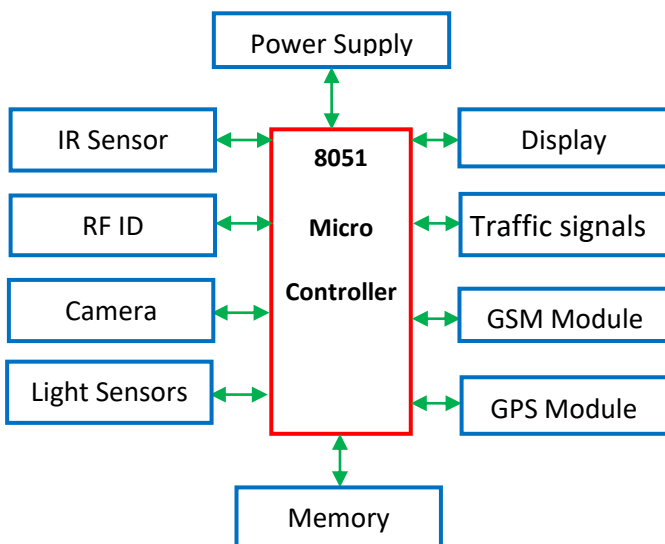 Power Supply
IR Sensor
8051
Display
RF ID
Micro
Traffic signals
Controller
Camera
GSM Module
Light Sensors
GPS Module
Memory